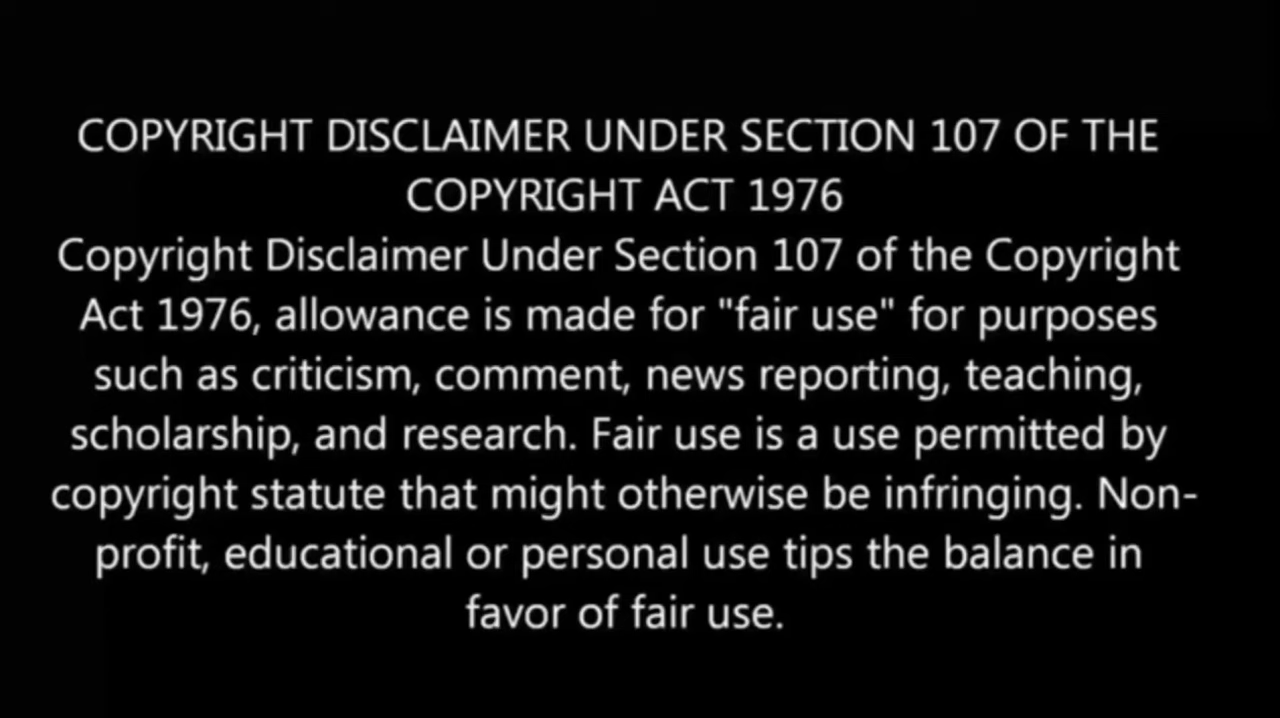 COPYRIGHT DISCLAIMER UNDER SECTION 107 OF THE
COPYRIGHT ACT 1976
Copyright Disclaimer Under Section 107 of the Copyright
Act 1976, allowance is made for "fair use" for purposes
such as criticism, comment, news reporting, teaching,
scholarship, and research. Fair use is a use permitted by
copyright statute that might otherwise be infringing. Non-
profit, educational or personal use tips the balance in
favor of fair use.